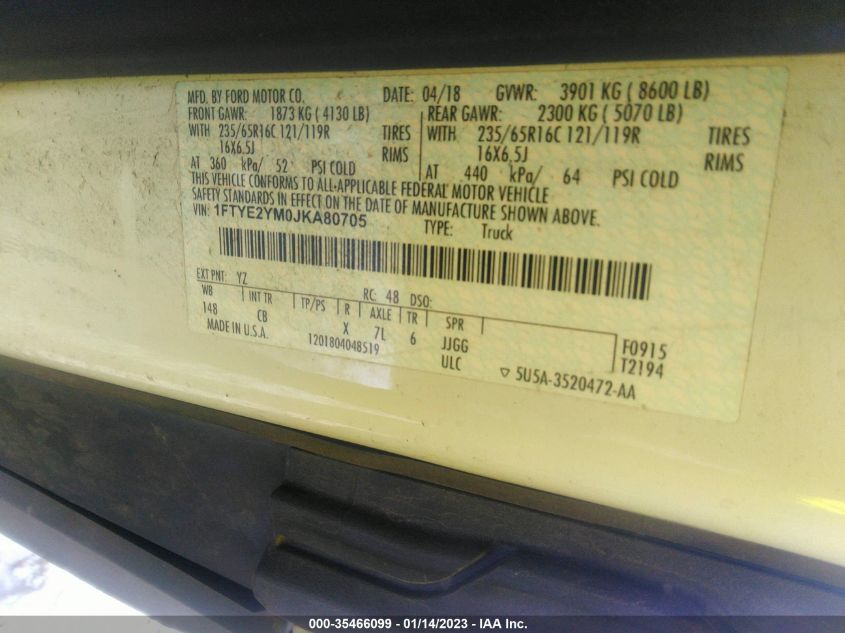 MFD. BY FORD MOTOR CO. DATE: 04/18 GVWR: 3901 KG ( 8600 LB)
FRONT GAWR: 1873 KG ( 4130 LB) REAR GAWR: 2300 KG ( 5070 LB)
WITH 235/65R16C 121/119R TIRES WITH 235/65R16C 121/119R TIRES
16X6.5J RIMS 16X6.5J RIMS
AT 360 kPa/ 52 PSI COLD AT 440 kPa/ 64 PSI COLD
THIS VEHICLE CONFORMS TO ALL APPLICABLE FEDERAL MOTOR VEHICLE
SAFETY STANDARDS IN EFFECT ON THE DATE OF MANUFACTURE SHOWN ABOVE.
VIN: 1FTYE2YM0JKA80705 TYPE: Truck
EXT PNT: YZ RC: 48 DSO:
WB INT TR TP/PS R AXLE TR SPR
148 CB X 7L 6 JJGG F0915
MADE IN U.S.A. 1201804048519 ULC T2194
▽ 5U5A-3520472-AA
000-35466099 — 01/14/2023 — IAA Inc.